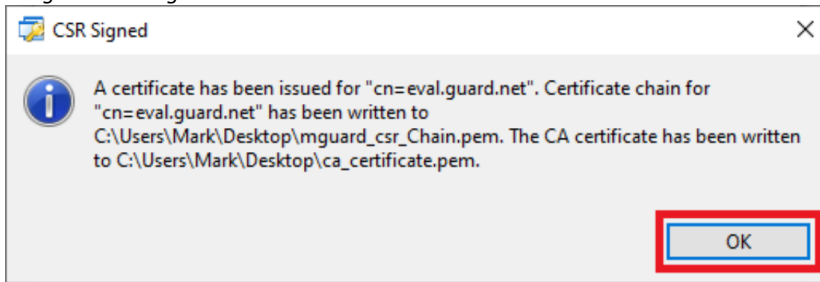 CSR Signed
A certificate has been issued for "cn=eval.guard.net". Certificate chain for
"cn=eval.guard.net" has been written to
C:\Users\Mark\Desktop\mguard_csr_Chain.pem. The CA certificate has been written
to C:\Users\Mark\Desktop\ca_certificate.pem.
OK